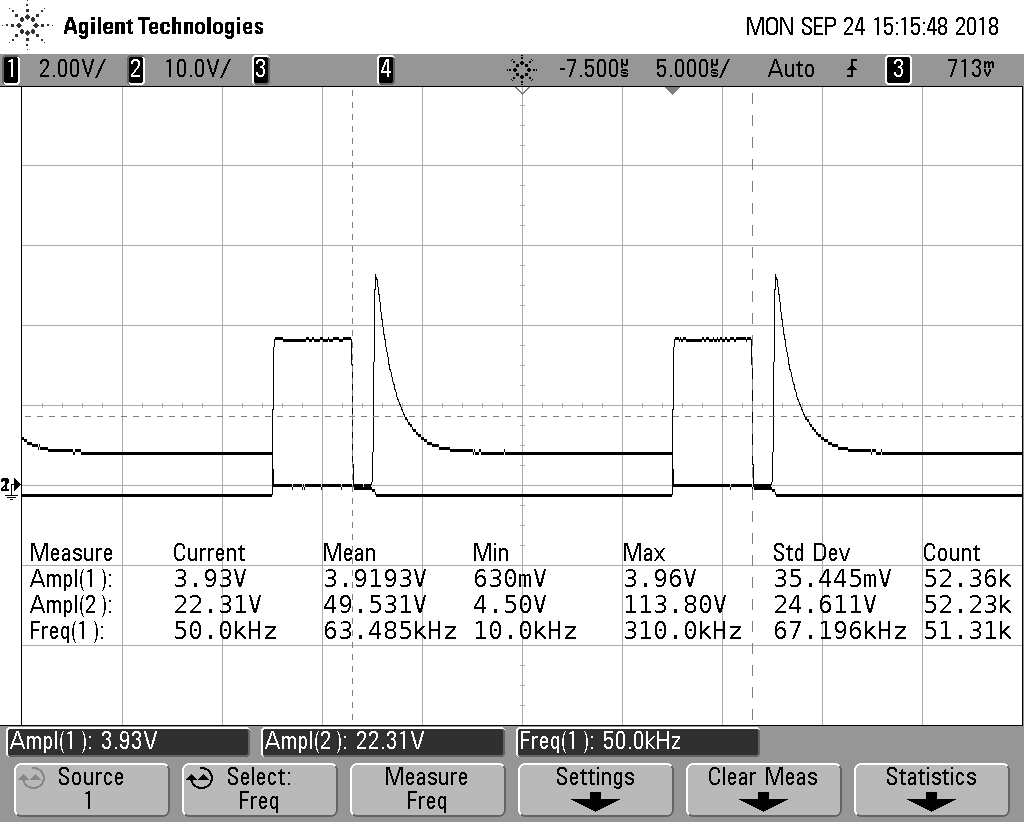 Agilent Technologies MON SEP 24 15:15:48 2018
1 2.00V/ 2 10.0V/ 3 4 -7.500µs 5.000µs/ Auto 3 713mV
2
Measure Current Mean Min Max Std Dev Count
Ampl(1): 3.93V 3.9193V 630mV 3.96V 35.445mV 52.36k
Ampl(2): 22.31V 49.531V 4.50V 113.80V 24.611V 52.23k
Freq(1): 50.0kHz 63.485kHz 10.0kHz 310.0kHz 67.196kHz 51.31k
Ampl(1): 3.93V Ampl(2): 22.31V Freq(1): 50.0kHz
Source Select: Measure Settings Clear Meas Statistics
1 Freq Freq